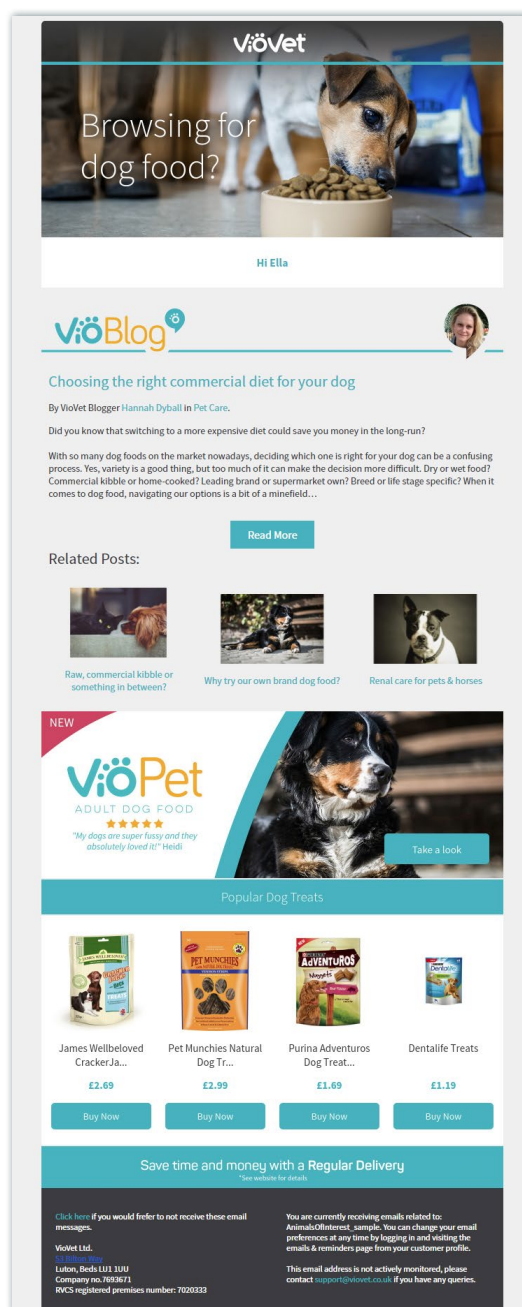 ViöVet
Browsing for
dog food?
Hi Ella
ViöBlog
Choosing the right commercial diet for your dog
By VioVet Blogger Hannah Dyball in Pet Care.
Did you know that switching to a more expensive diet could save you money in the long-run?
With so many dog foods on the market nowadays, deciding which one is right for your dog can be a confusing
process. Yes, variety is a good thing, but too much of it can make the decision more difficult. Dry or wet food?
Commercial kibble or home-cooked? Leading brand or supermarket own? Breed or life stage specific? When it
comes to dog food, navigating our options is a bit of a minefield…
Read More
Related Posts:
Raw, commercial kibble or
something in between?
Why try our own brand dog food?
Renal care for pets & horses
NEW
ViöPet
ADULT DOG FOOD
"My dogs are super fussy and they
absolutely loved it!" Heidi
Take a look
Popular Dog Treats
JAMES WELLBELOVED
TREATS
PET MUNCHIES
ADVENTUROS
Nuggets
Dentalife
James Wellbeloved
CrackerJa...
Pet Munchies Natural
Dog Tr...
Purina Adventuros
Dog Treat...
Dentalife Treats
£2.69
£2.99
£1.69
£1.19
Buy Now
Buy Now
Buy Now
Buy Now
Save time and money with a Regular Delivery
*See website for details
Click here if you would frefer to not receive these email
messages.
VioVet Ltd.
Luton, Beds LU1 1UU
Company no.7693671
RVCS registered premises number: 7020333
You are currently receiving emails related to:
AnimalsOfInterest_sample. You can change your email
preferences at any time by logging in and visiting the
emails & reminders page from your customer profile.
This email address is not actively monitored, please
contact support@viovet.co.uk if you have any queries.